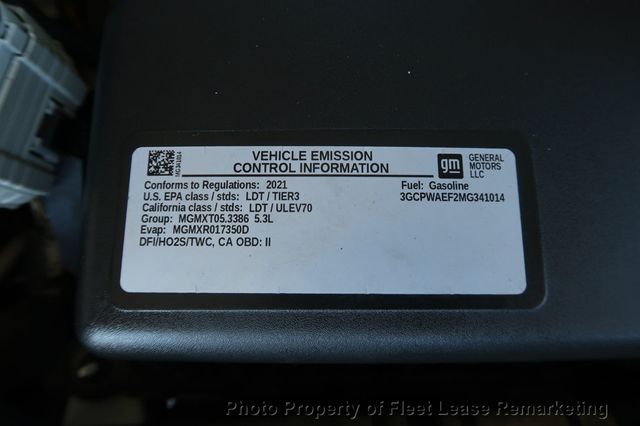 VEHICLE EMISSION
CONTROL INFORMATION
gm
GENERAL
MOTORS
LLC
Conforms to Regulations: 2021
Fuel: Gasoline
U.S. EPA class / stds: LDT / TIER3
3GCPWAEF2MG341014
California class / stds: LDT / ULEV70
Group: MGMXT05.3386 5.3L
Evap: MGMXR017350D
DFI/HO2S/TWC, CA OBD: II
MG341014
Photo Property of Fleet Lease Remarketing